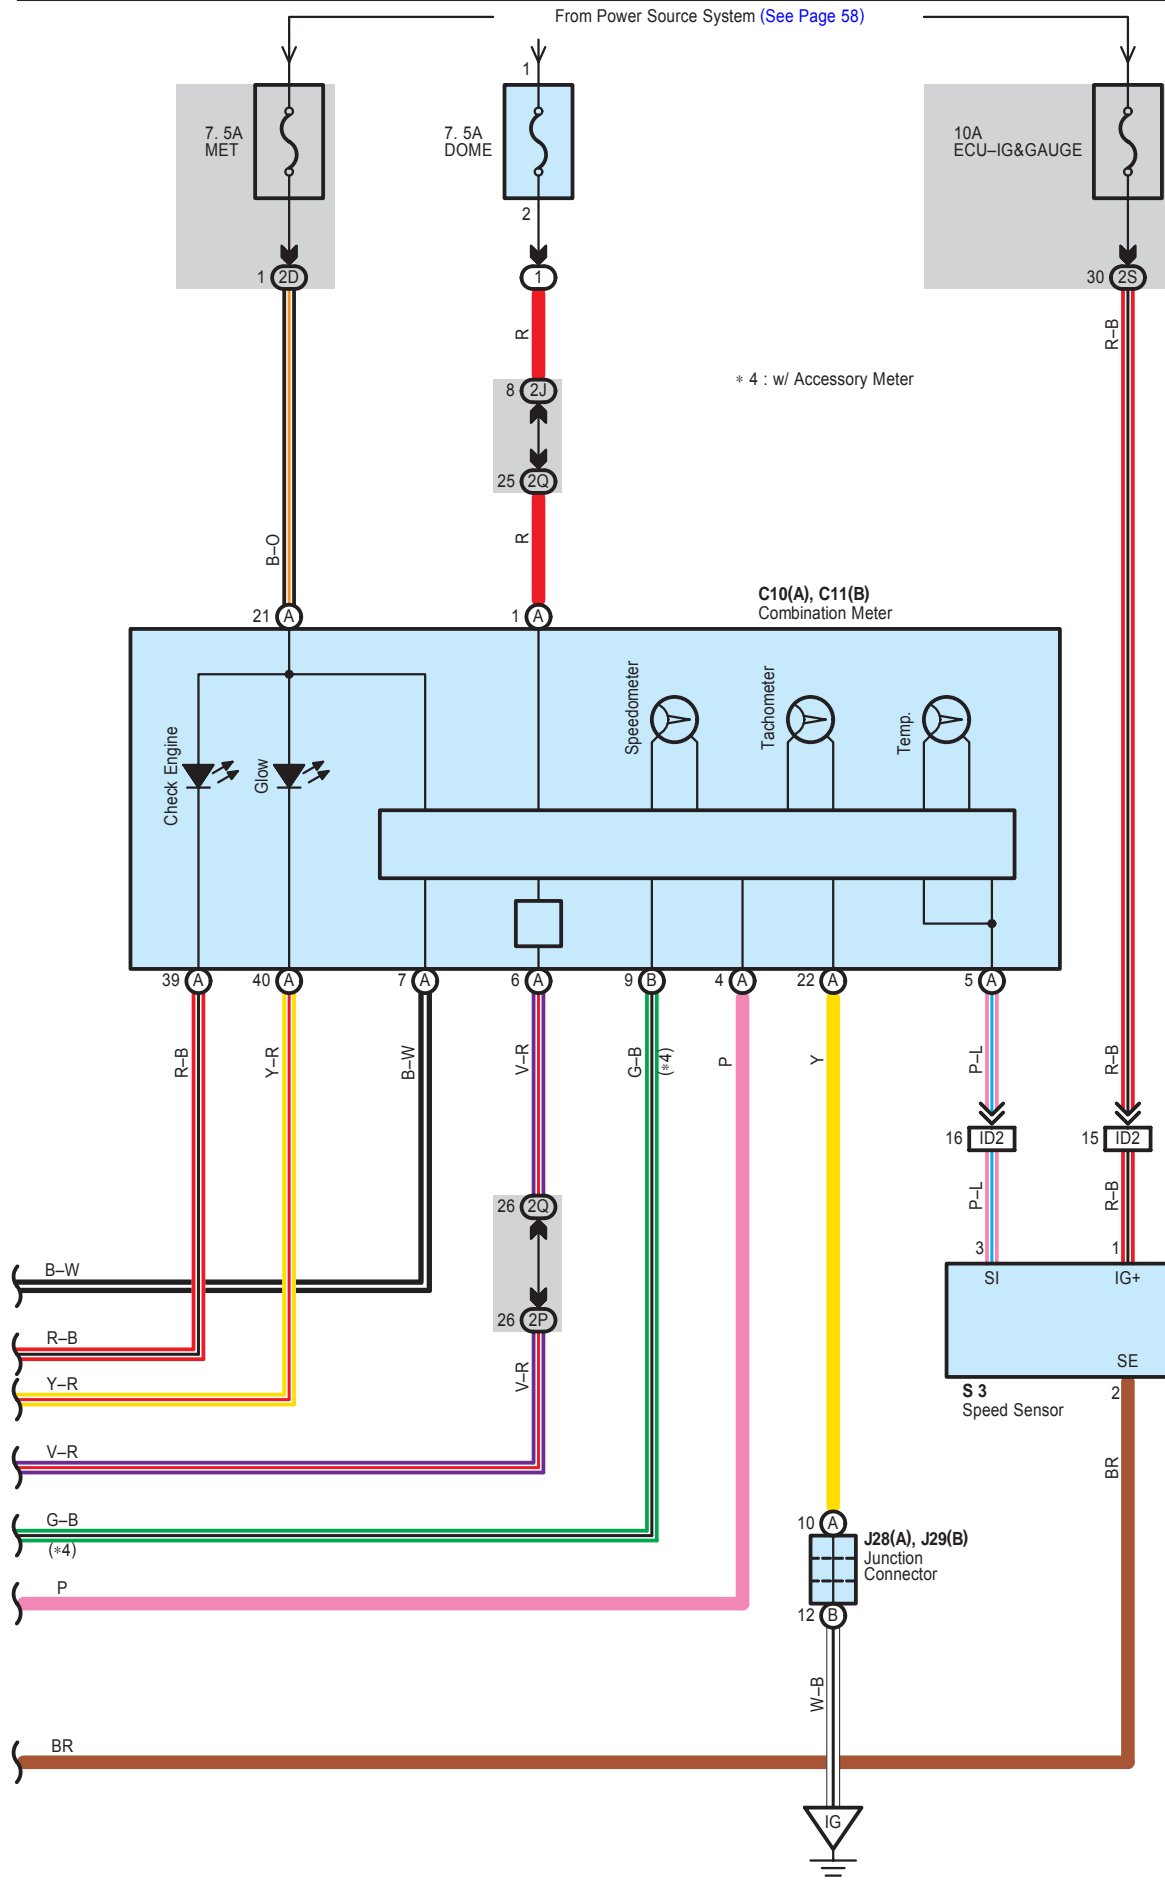 From Power Source System (See Page 58)
7. 5A
MET
1
7. 5A
DOME
2
10A
ECU–IG&GAUGE
1 2D
1
30 2S
R
R–B
∗ 4 : w/ Accessory Meter
8 2J
25 2Q
B–O
R
C10(A), C11(B)
Combination Meter
21 A
1 A
Check Engine
Glow
Speedometer
Tachometer
Temp.
39 A
40 A
7 A
6 A
9 B
4 A
22 A
5 A
R–B
Y–R
B–W
V–R
G–B
(∗4)
P
Y
P–L
R–B
16 ID2
15 ID2
P–L
R–B
26 2Q
26 2P
V–R
3
1
SI
IG+
SE
S 3
Speed Sensor
2
BR
B–W
R–B
Y–R
V–R
G–B
(∗4)
P
10 A
J28(A), J29(B)
Junction
Connector
12 B
W–B
BR
IG